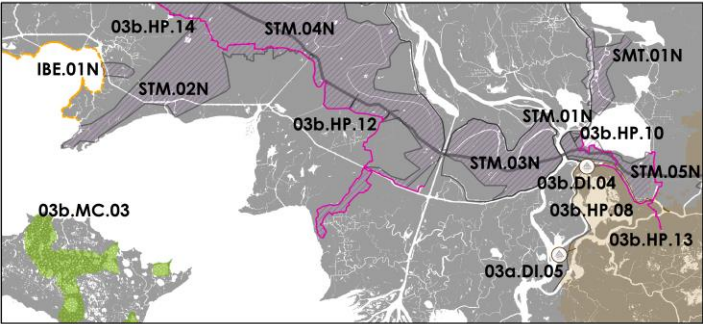 03b.HP.14
STM.04N
SMT.01N
IBE.01N
STM.02N
STM.01N
03b.HP.12
03b.HP.10
STM.03N
STM.05N
03b.DI.04
03b.MC.03
03b.HP.08
03b.HP.13
03a.DI.05